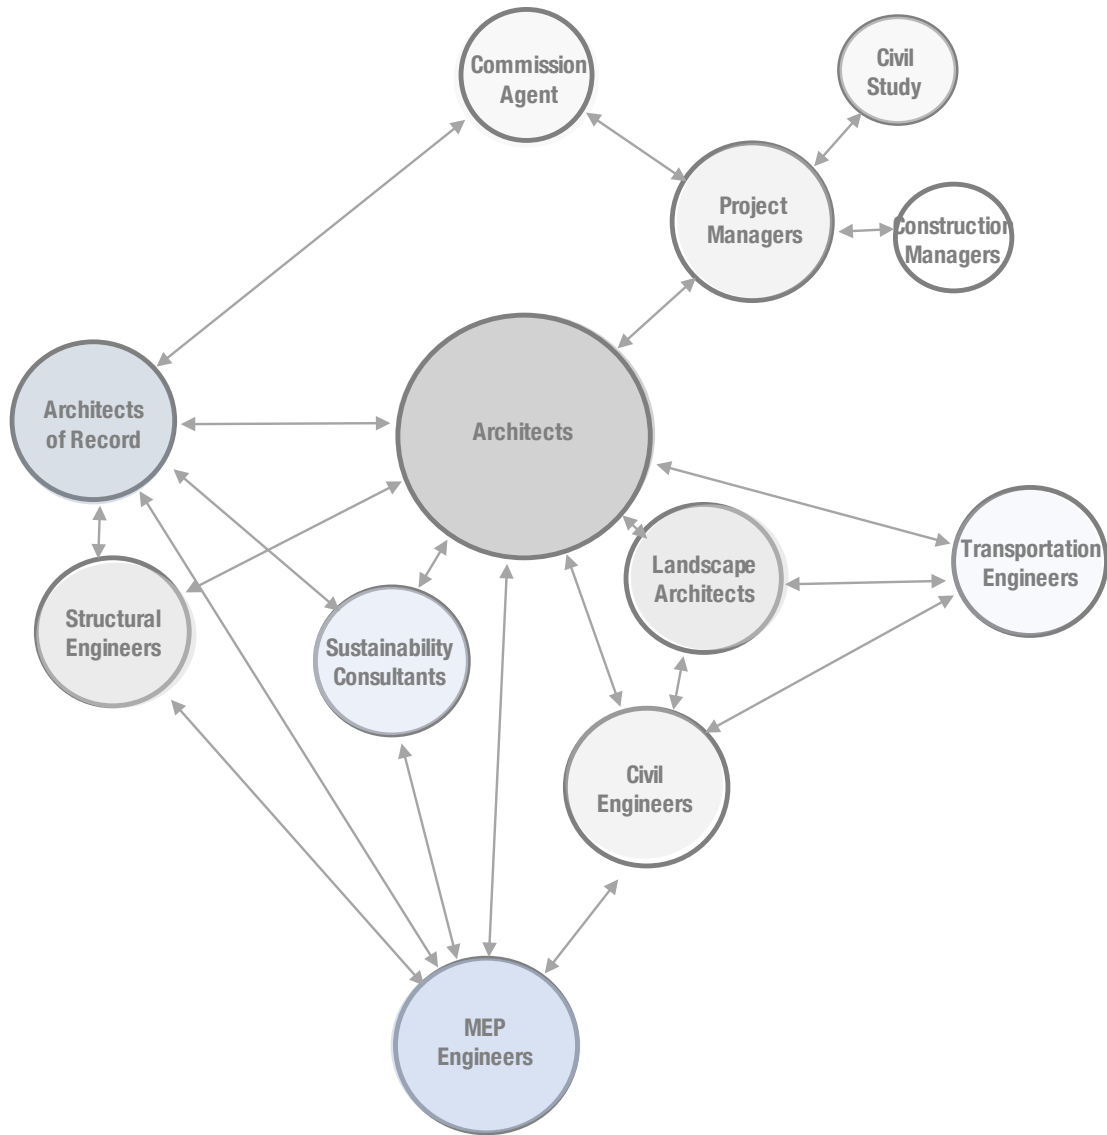 Commission
Agent
Civil
Study
Project
Managers
Construction
Managers
Architects
of Record
Architects
Landscape
Architects
Transportation
Engineers
Structural
Engineers
Sustainability
Consultants
Civil
Engineers
MEP
Engineers